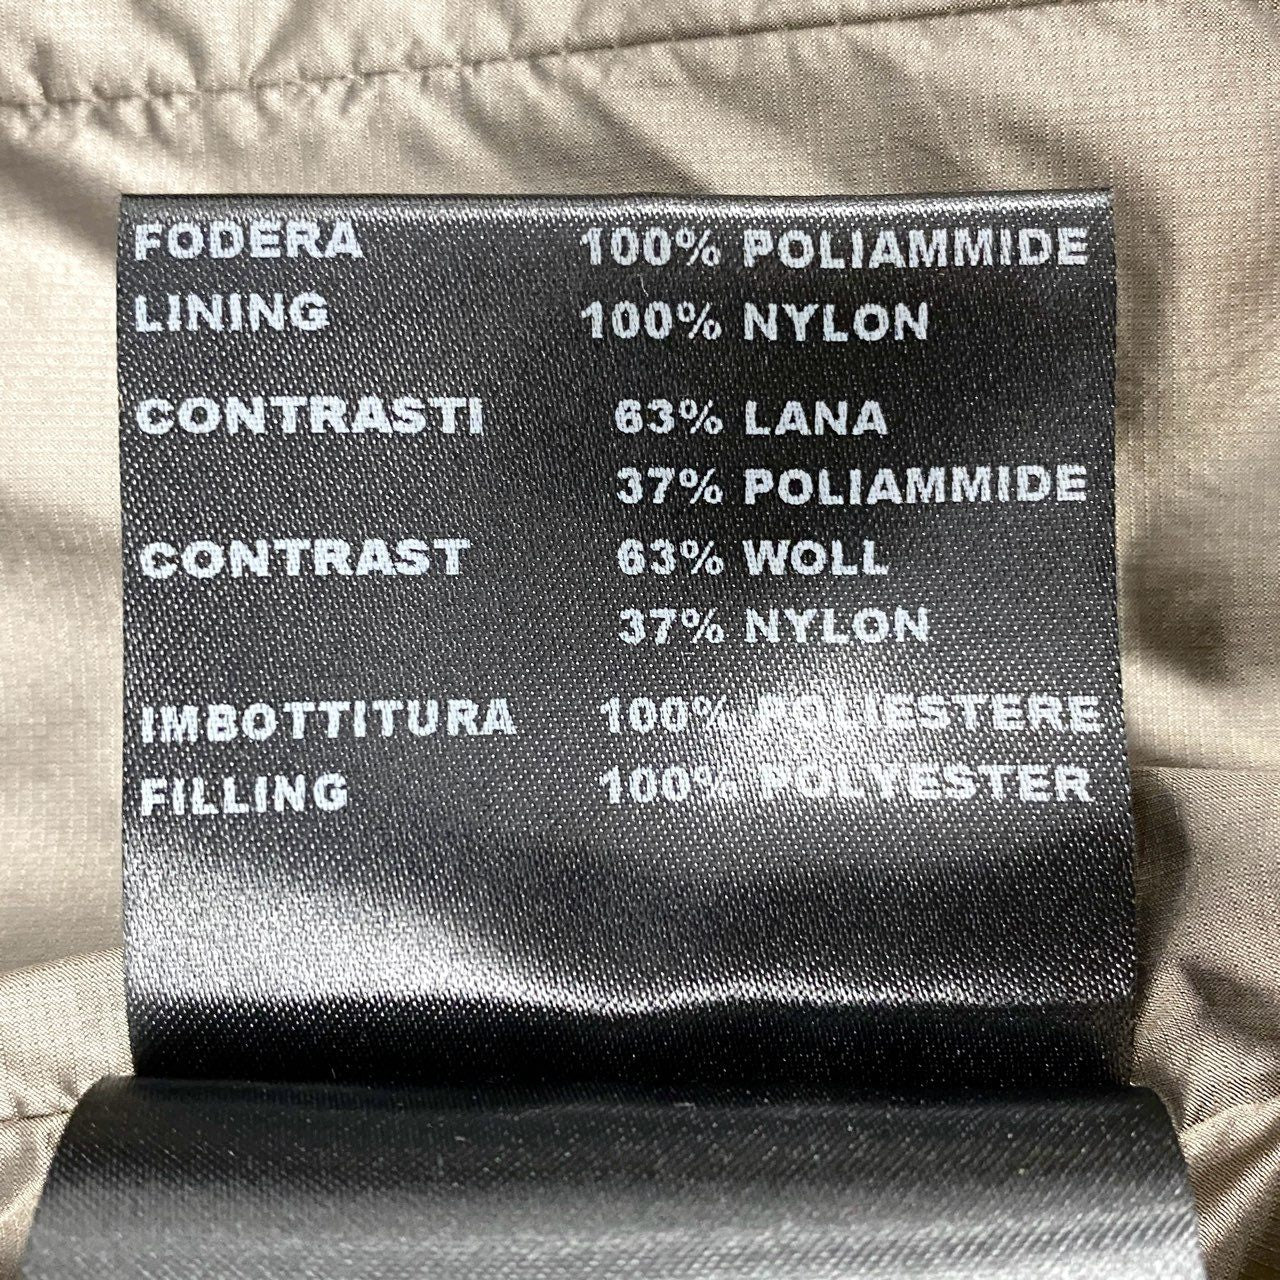 FODERA 100% POLIAMMIDE
LINING 100% NYLON
CONTRASTI 63% LANA
37% POLIAMMIDE
CONTRAST 63% WOLL
37% NYLON
IMBOTTITURA 100% POLIESTERE
FILLING 100% POLYESTER